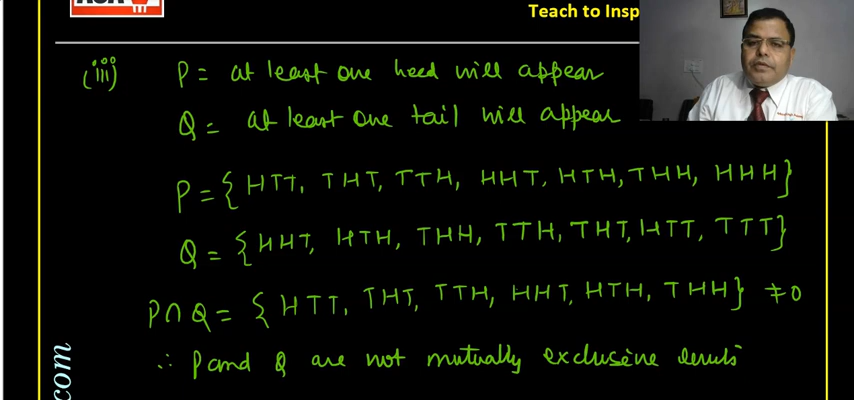 Teach to Insp
(iii) P = at least one head will appear
Q = at least one tail will appear
P = { HTT, THT, TTH, HHT, HTH, THH, HHH}
Q = { HHT, HTH, THH, TTH, THT, HTT, TTT}
P∩Q = { HTT, THT, TTH, HHT, HTH, THH} ≠0
∴ P and Q are not mutually exclusive
com